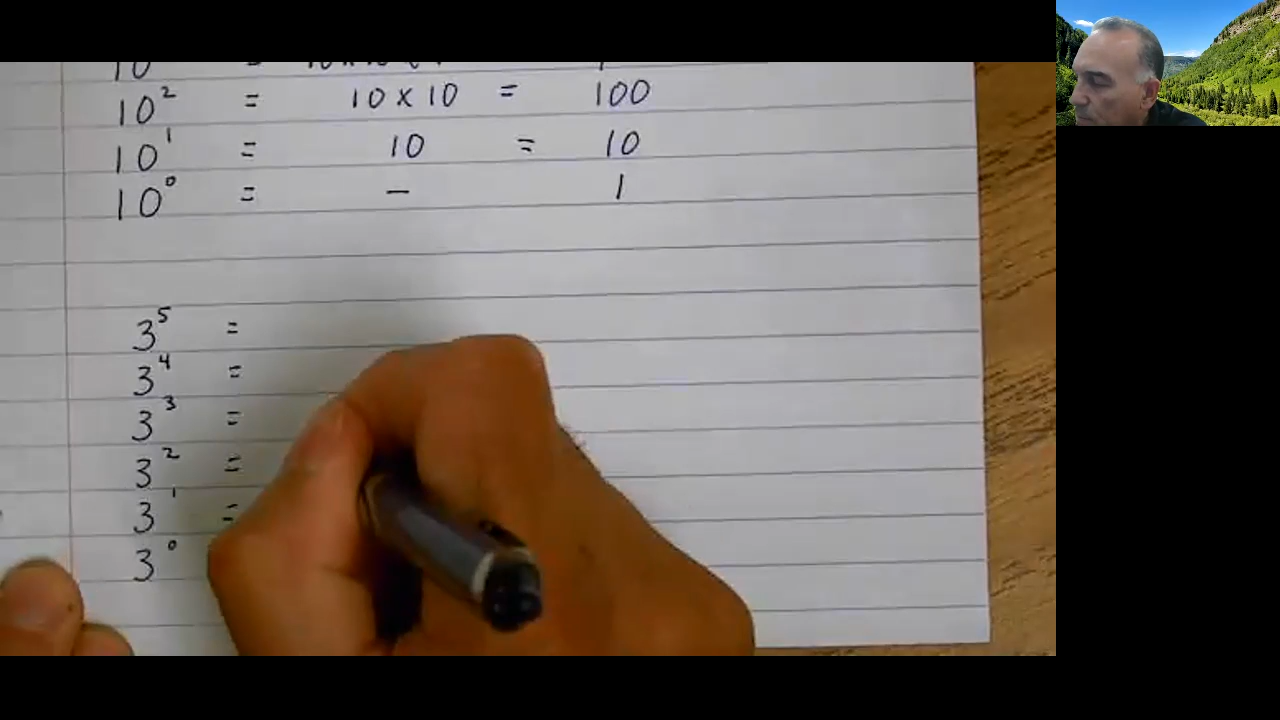 10² = 10 x 10 = 100
10¹ = 10 = 10
10⁰ = – 1
3⁵ =
3⁴ =
3³ =
3² =
3¹ =
3⁰